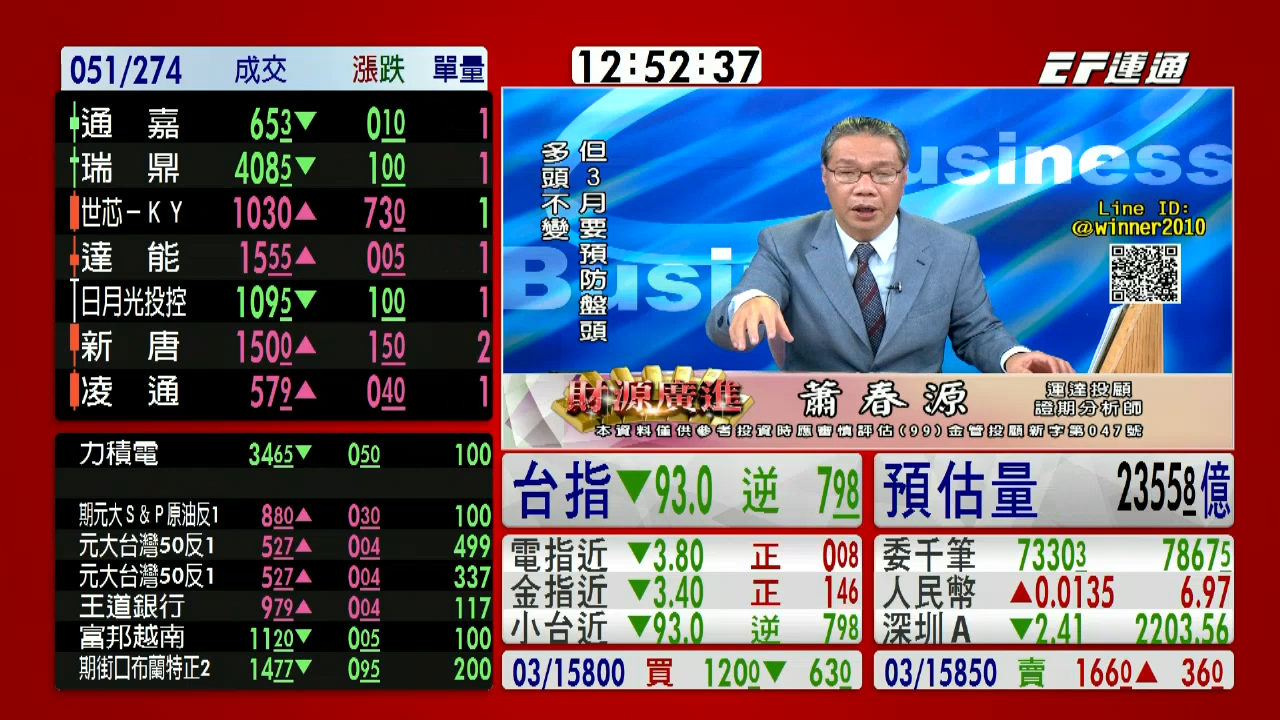 051/274 成交 漲跌 單量
通嘉 653▼ 010 1
瑞鼎 4085▼ 100 1
世芯－KY 1030▲ 730 1
達能 1555▲ 005 1
日月光投控 1095▼ 100 1
新唐 1500▲ 150 2
凌通 579▲ 040 1
力積電 3465▼ 050 100
期元大S&P原油反1 880▲ 030 100
元大台灣50反1 527▲ 004 499
元大台灣50反1 527▲ 004 337
王道銀行 979▲ 004 117
富邦越南 1120▼ 005 100
期街口布蘭特正2 1477▼ 095 200
12:52:37
EF運通
但3月要預防盤頭
多頭不變
Business
Busi
Line ID:
@winner2010
財源廣進 蕭春源 運達投顧
證期分析師
本資料僅供參考投資時應審慎評估(99)金管投顧新字第047號
台指▼93.0 逆 798
預估量 23558億
電指近 ▼3.80 正 008
金指近 ▼3.40 正 146
小台近 ▼93.0 逆 798
委千筆 73303 78675
人民幣 ▲0.0135 6.97
深圳A ▼2.41 2203.56
03/15800 買 1200▼ 630
03/15850 賣 1660▲ 360